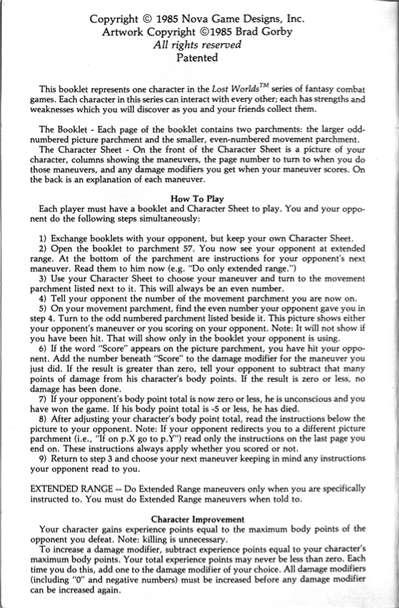 Copyright © 1985 Nova Game Designs, Inc.
Artwork Copyright ©1985 Brad Gorby
All rights reserved
Patented
This booklet represents one character in the Lost Worlds™ series of fantasy combat
games. Each character in this series can interact with every other; each has strengths and
weaknesses which you will discover as you and your friends collect them.
The Booklet - Each page of the booklet contains two parchments: the larger odd-
numbered picture parchment and the smaller, even-numbered movement parchment.
The Character Sheet - On the front of the Character Sheet is a picture of your
character, columns showing the maneuvers, the page number to turn to when you do
those maneuvers, and any damage modifiers you get when your maneuver scores. On
the back is an explanation of each maneuver.
How To Play
Each player must have a booklet and Character Sheet to play. You and your oppo-
nent do the following steps simultaneously:
1) Exchange booklets with your opponent, but keep your own Character Sheet.
2) Open the booklet to parchment 57. You now see your opponent at extended
range. At the bottom of the parchment are instructions for your opponent's next
maneuver. Read them to him now (e.g. "Do only extended range.")
3) Use your Character Sheet to choose your maneuver and turn to the movement
parchment listed next to it. This will always be an even number.
4) Tell your opponent the number of the movement parchment you are now on.
5) On your movement parchment, find the even number your opponent gave you in
step 4. Turn to the odd numbered parchment listed beside it. This picture shows either
your opponent's maneuver or you scoring on your opponent. Note: It will not show if
you have been hit. That will show only in the booklet your opponent is using.
6) If the word "Score" appears on the picture parchment, you have hit your oppo-
nent. Add the number beneath "Score" to the damage modifier for the maneuver you
just did. If the result is greater than zero, tell your opponent to subtract that many
points of damage from his character's body points. If the result is zero or less, no
damage has been done.
7) If your opponent's body point total is now zero or less, he is unconscious and you
have won the game. If his body point total is -5 or less, he has died.
8) After adjusting your character's body point total, read the instructions below the
picture to your opponent. Note: If your opponent redirects you to a different picture
parchment (i.e., "If on p.X go to p.Y") read only the instructions on the last page you
end on. These instructions always apply whether you scored or not.
9) Return to step 3 and choose your next maneuver keeping in mind any instructions
your opponent read to you.
EXTENDED RANGE -- Do Extended Range maneuvers only when you are specifically
instructed to. You must do Extended Range maneuvers when told to.
Character Improvement
Your character gains experience points equal to the maximum body points of the
opponent you defeat. Note: killing is unnecessary.
To increase a damage modifier, subtract experience points equal to your character's
maximum body points. Your total experience points may never be less than zero. Each
time you do this, add one to the damage modifier of your choice. All damage modifiers
(including "0" and negative numbers) must be increased before any damage modifier
can be increased again.